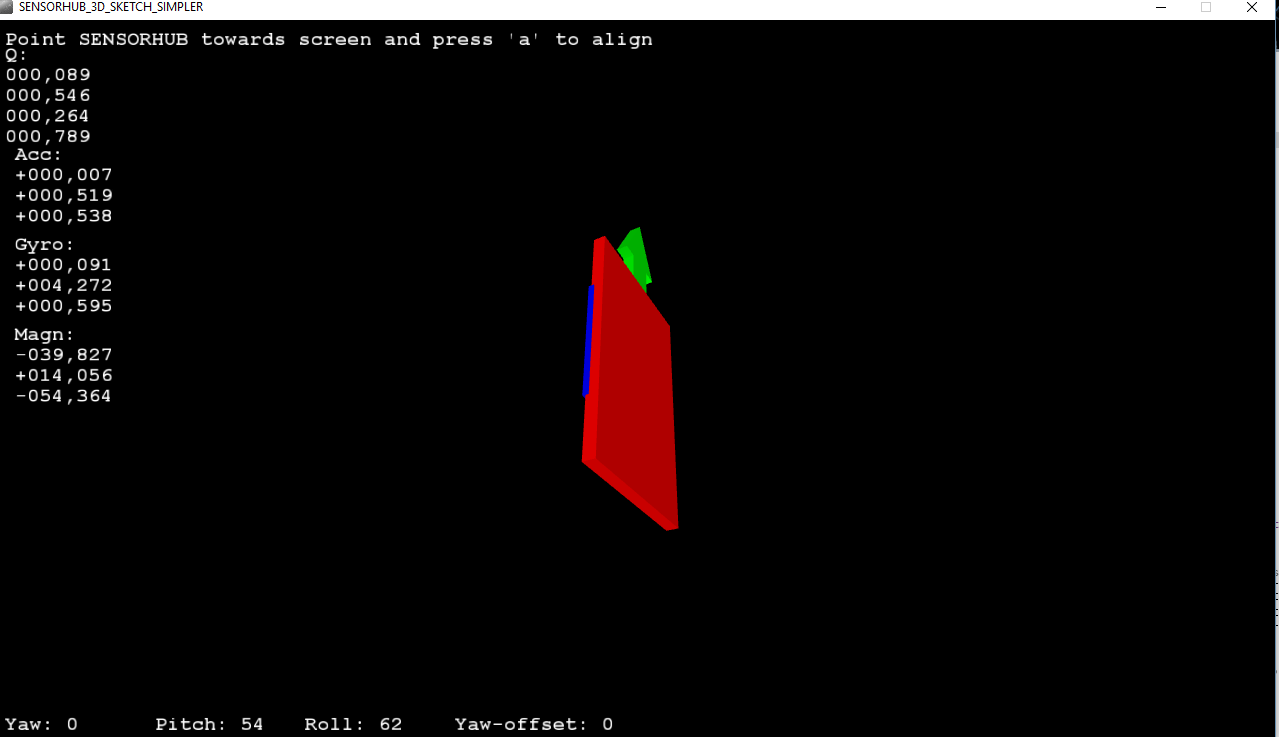 SENSORHUB_3D_SKETCH_SIMPLER
Point SENSORHUB towards screen and press 'a' to align
Q:
000,089
000,546
000,264
000,789
Acc:
+000,007
+000,519
+000,538
Gyro:
+000,091
+004,272
+000,595
Magn:
-039,827
+014,056
-054,364
Yaw: 0 Pitch: 54 Roll: 62 Yaw-offset: 0